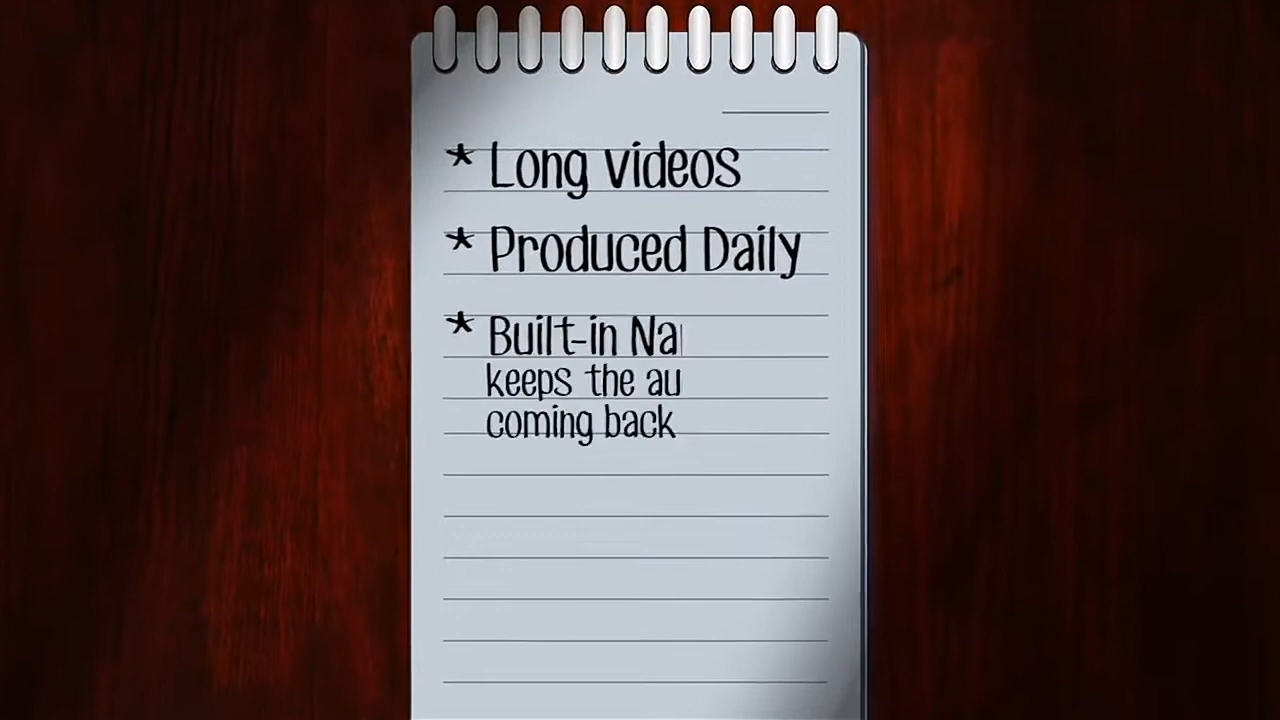 * Long videos
* Produced Daily
* Built-in Na
keeps the au
coming back